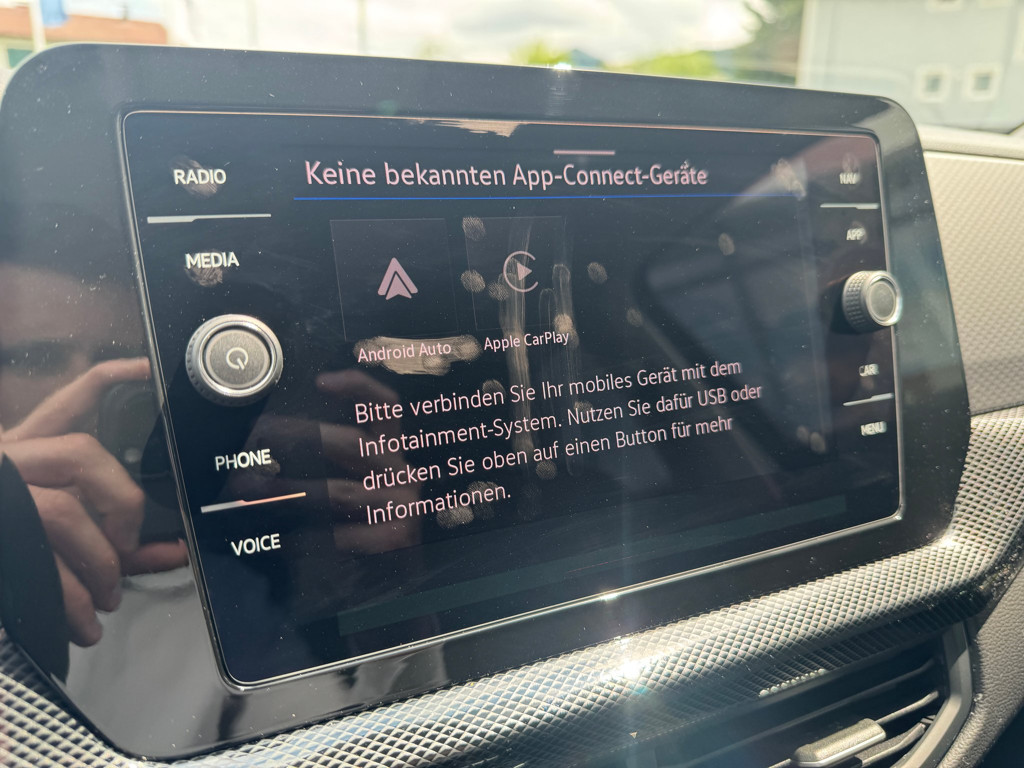 Keine bekannten App-Connect-Geräte
RADIO
MEDIA
PHONE
VOICE
Android Auto
Apple CarPlay
Bitte verbinden Sie Ihr mobiles Gerät mit dem
Infotainment-System. Nutzen Sie dafür USB oder
drücken Sie oben auf einen Button für mehr
Informationen.
NAV
APP
CAR
MENU